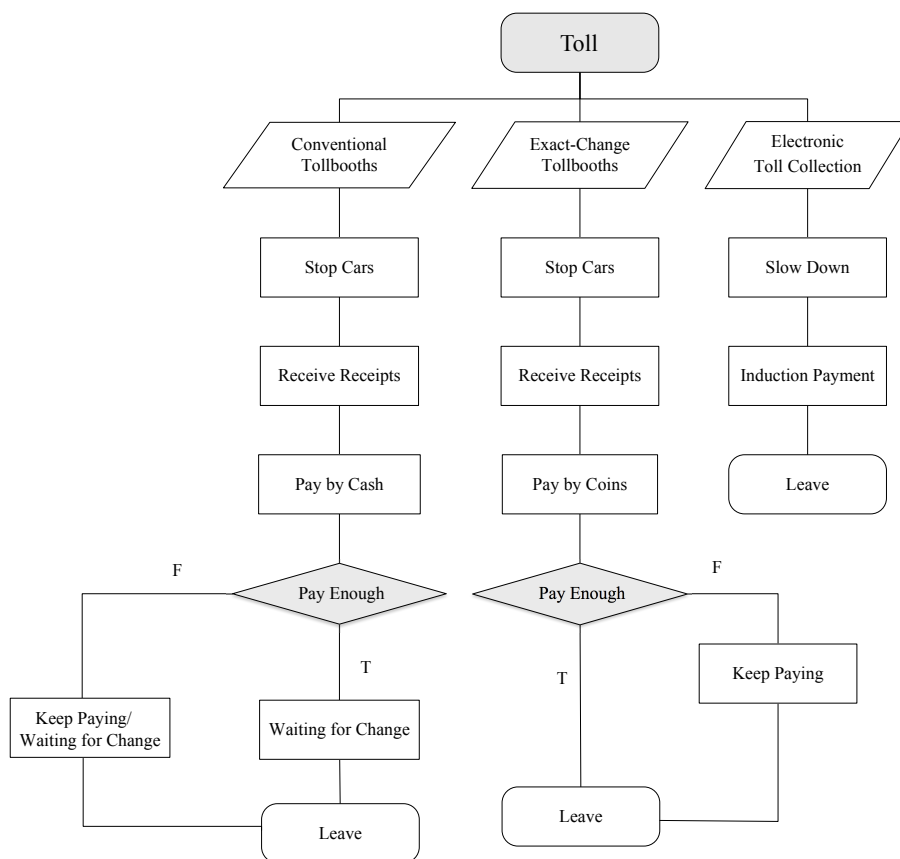 Toll
Conventional
Tollbooths
Exact-Change
Tollbooths
Electronic
Toll Collection
Stop Cars
Stop Cars
Slow Down
Receive Receipts
Receive Receipts
Induction Payment
Pay by Cash
Pay by Coins
Leave
F
Pay Enough
Pay Enough
F
T
T
Keep Paying
Keep Paying/
Waiting for Change
Waiting for Change
Leave
Leave